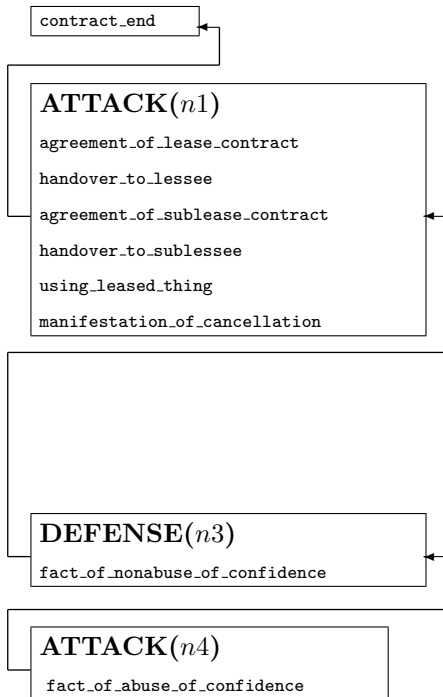 contract_end
ATTACK(n1)
agreement_of_lease_contract
handover_to_lessee
agreement_of_sublease_contract
handover_to_sublessee
using_leased_thing
manifestation_of_cancellation
DEFENSE(n3)
fact_of_nonabuse_of_confidence
ATTACK(n4)
fact_of_abuse_of_confidence